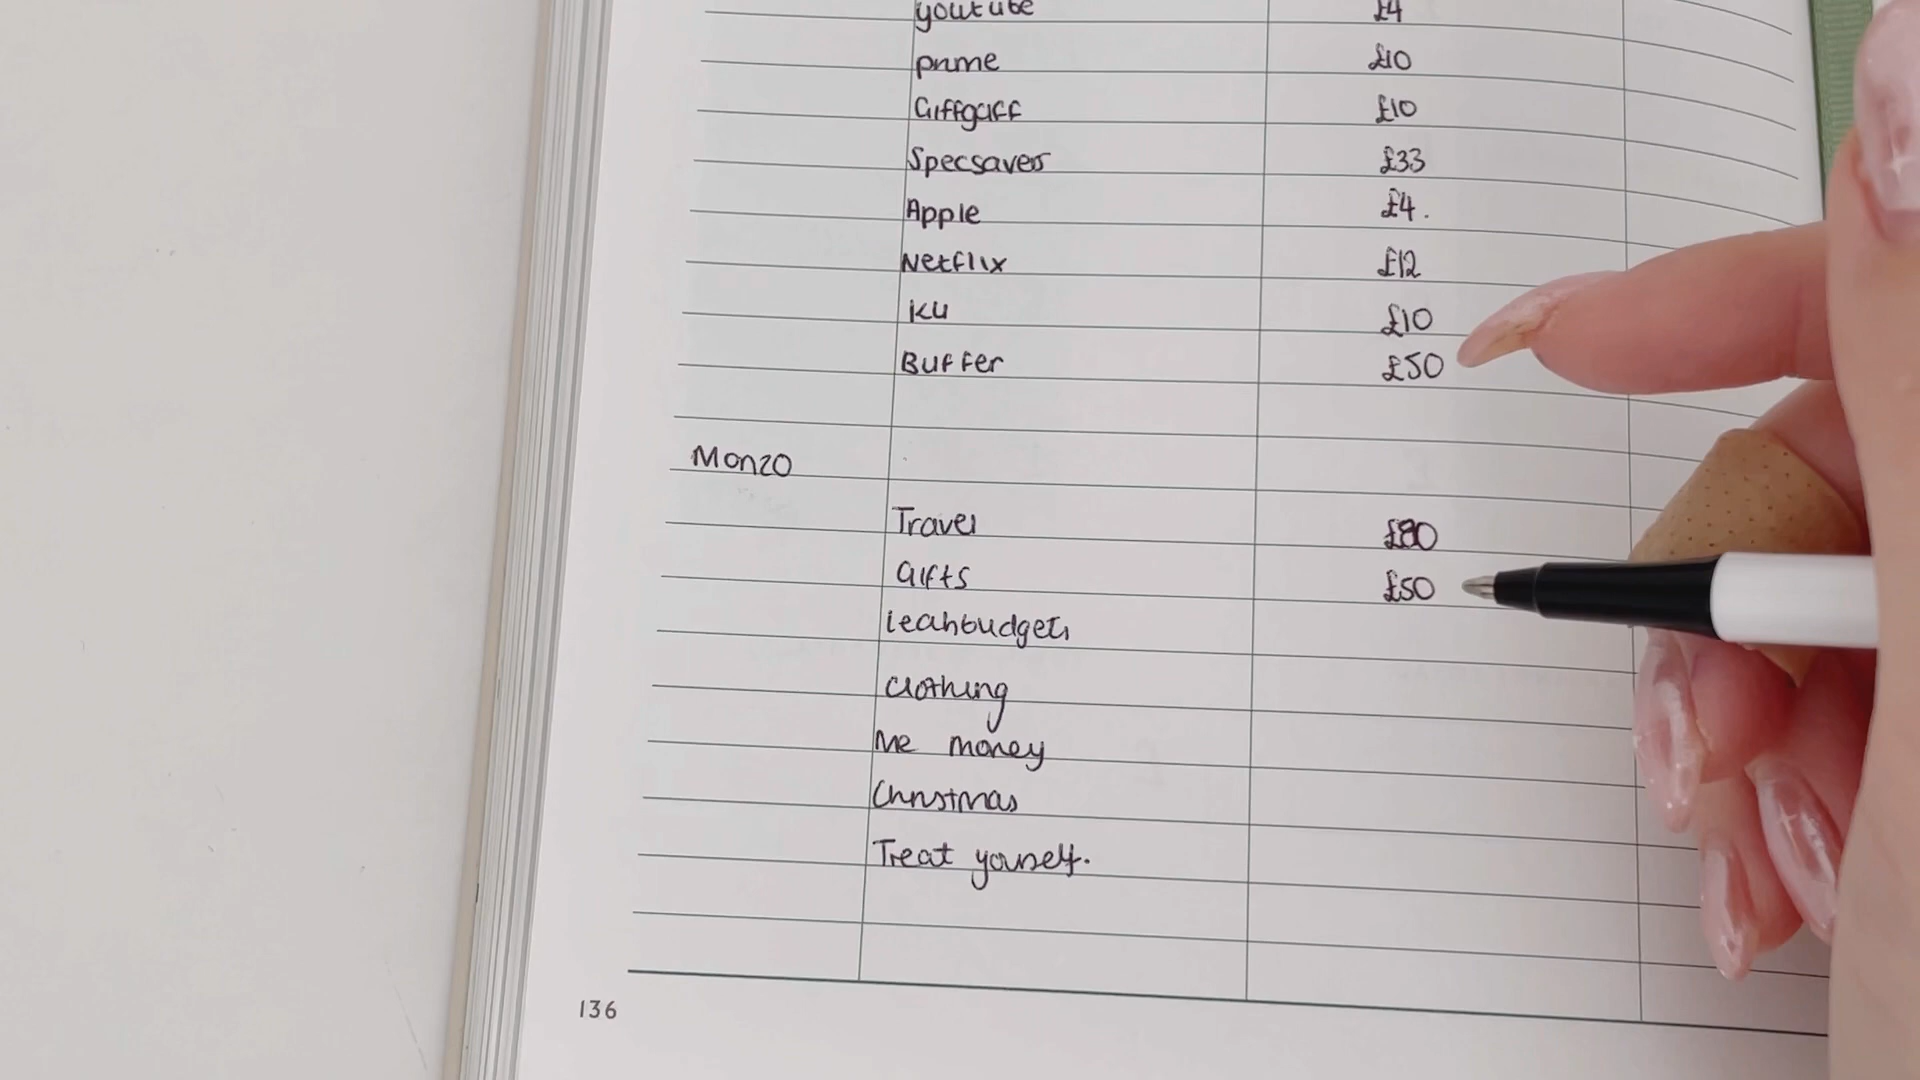 youtube £4
prime £10
Giffgaff £10
Specsavers £33
Apple £4.
Netflix £12
KU £10
Buffer £50
Monzo
Travel £80
Gifts £50
Leahbudgets
Clothing
Me money
Christmas
Treat yourself.
136